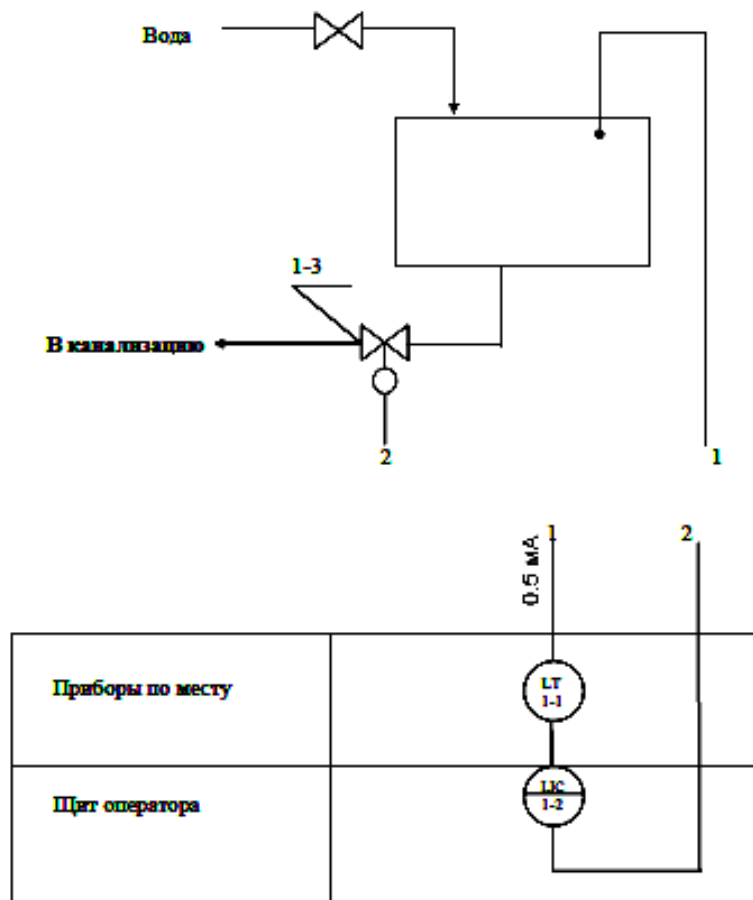 Вода
1-3
В канализацию
2
1
1
2
0.5 мА
Приборы по месту
LT
1-1
Щит оператора
LIC
1-2